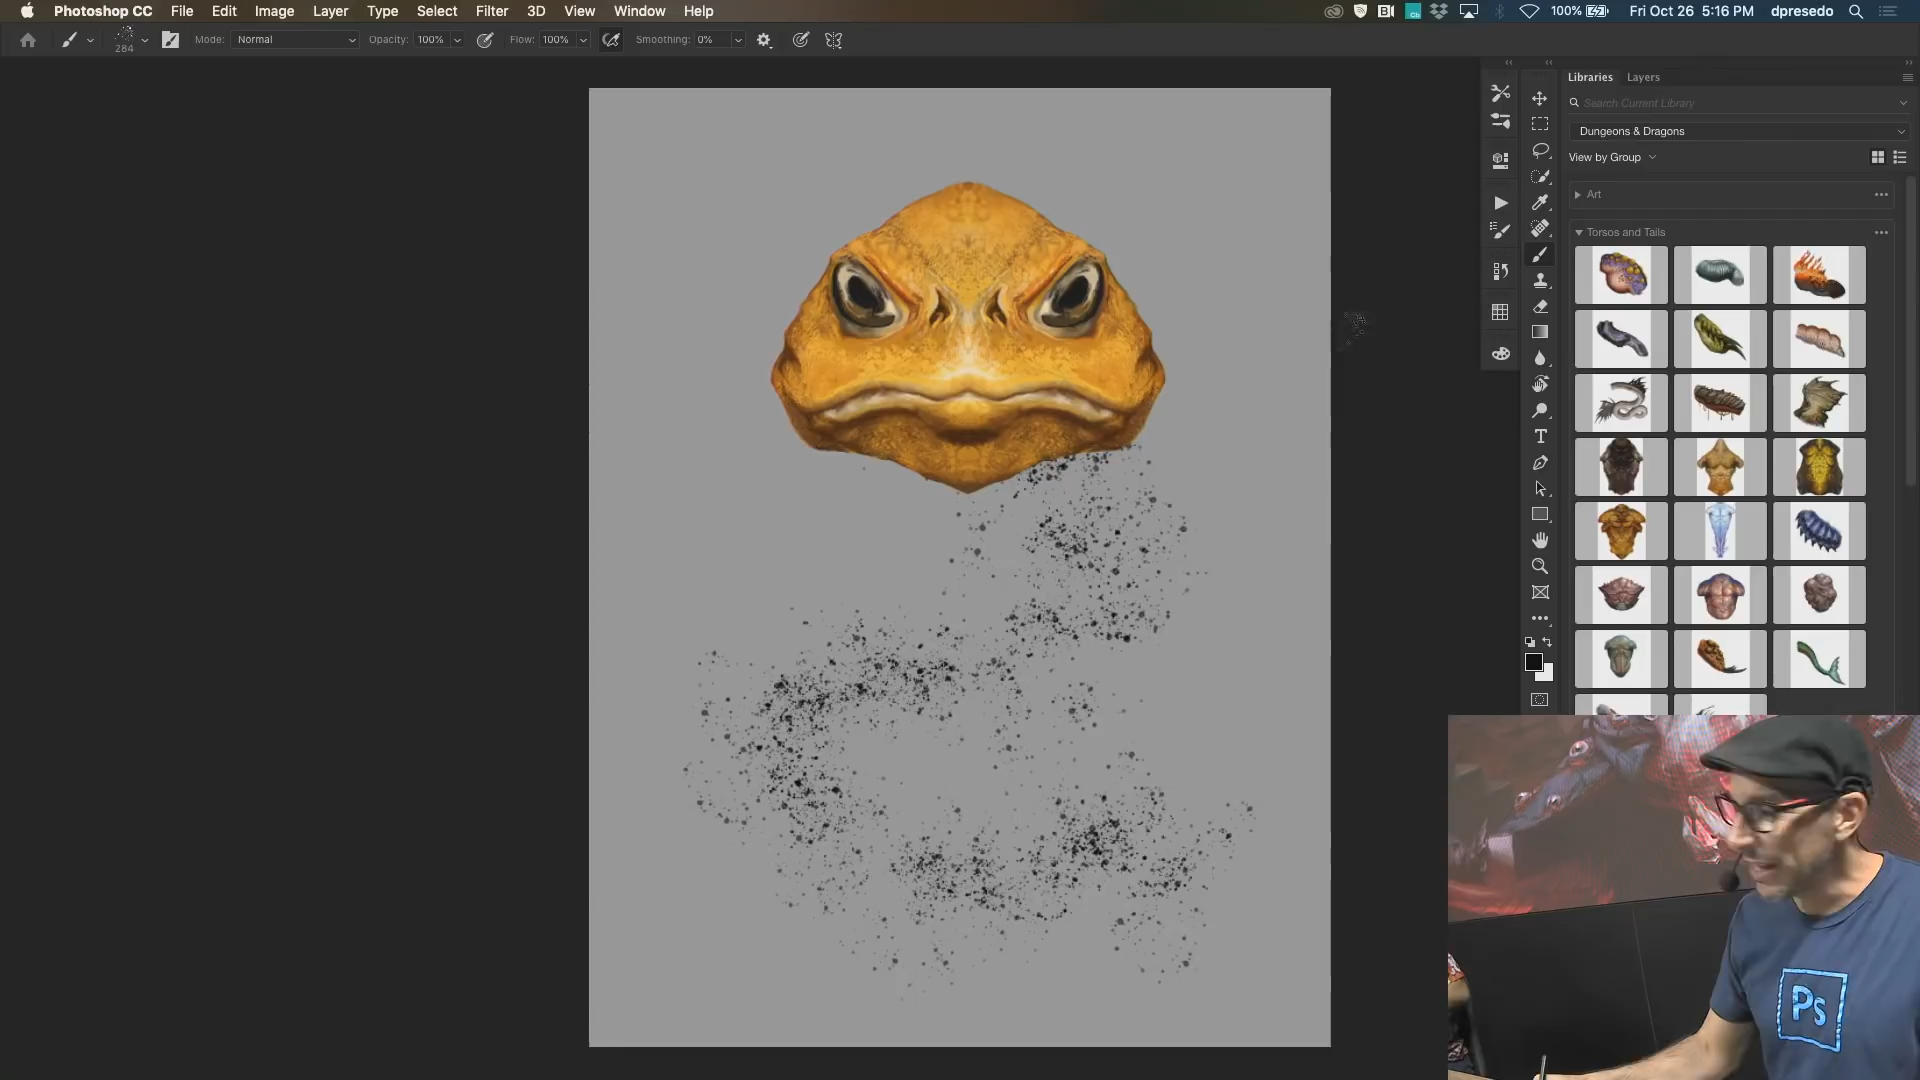 Photoshop CC File Edit Image Layer Type Select Filter 3D View Window Help 100% Fri Oct 26 5:16 PM dpresedo
284 Mode: Normal Opacity: 100% Flow: 100% Smoothing: 0%
Libraries Layers
Search Current Library
Dungeons & Dragons
View by Group
Art
Torsos and Tails
Ps